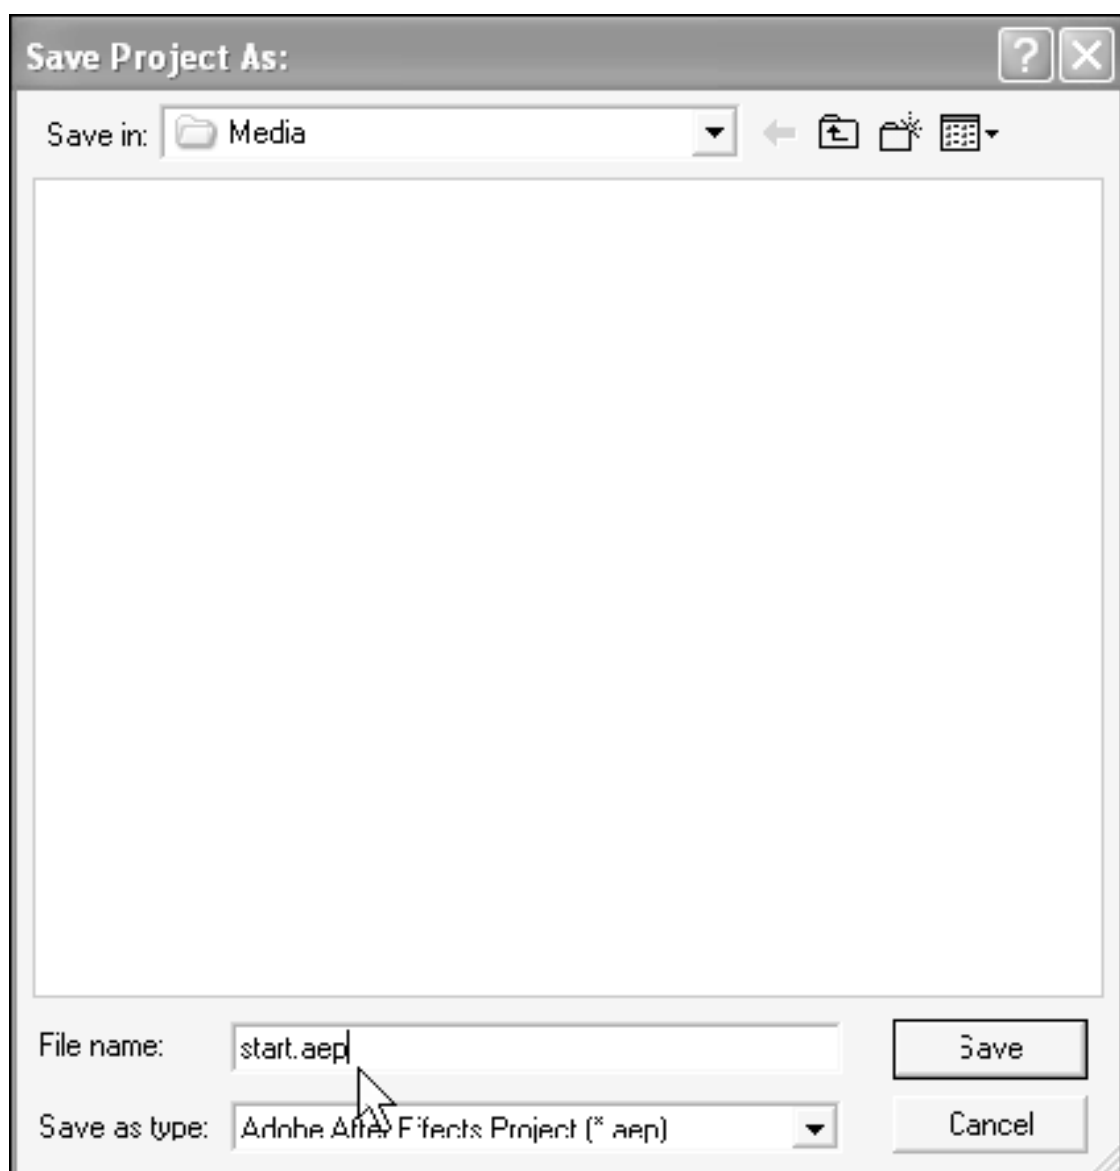 Save Project As:
Save in: Media
File name: start.aep
Save
Save as type: Adobe After Effects Project (*.aep)
Cancel